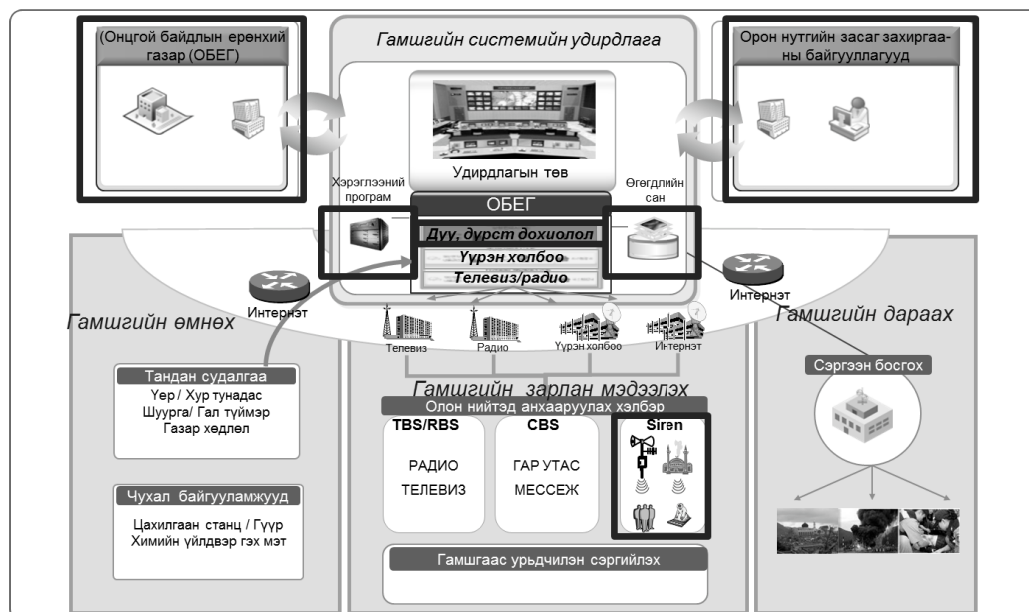 (Онцгой байдлын ерөнхий
газар (ОБЕГ)
Гамшгийн системийн удирдлага
Орон нутгийн засаг захиргаа-
ны байгууллагууд
Удирдлагын төв
Хэрэглээний
програм
Өгөгдлийн
сан
ОБЕГ
Дуу, дүрст дохиолол
Үүрэн холбоо
Телевиз/радио
Интернэт
Интернэт
Гамшгийн өмнөх
Гамшгийн дараах
Телевиз
Радио
Үүрэн холбоо
Интернэт
Тандан судалгаа
Үер / Хур тунадас
Шуурга/ Гал түймэр
Газар хөдлөл
Чухал байгууламжууд
Цахилгаан станц / Гүүр
Химийн үйлдвэр гэх мэт
Гамшгийн зарлан мэдээлэх
Олон нийтэд анхааруулах хэлбэр
TBS/RBS
РАДИО
ТЕЛЕВИЗ
CBS
ГАР УТАС
МЕССЕЖ
Siren
Гамшгаас урьдчилен сэргийлех
Сэргээн босгох